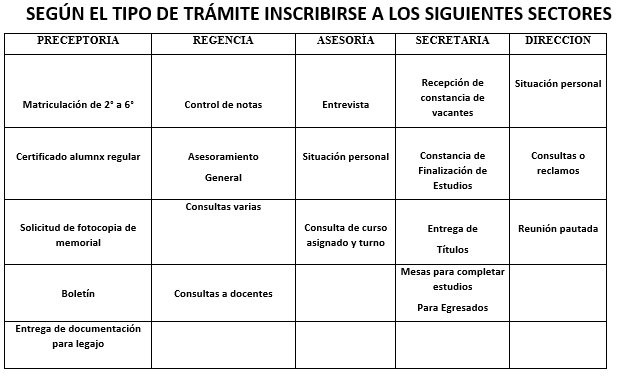 SEGÚN EL TIPO DE TRÁMITE INSCRIBIRSE A LOS SIGUIENTES SECTORES
PRECEPTORIA REGENCIA ASESORÍA SECRETARIA DIRECCION
Matriculación de 2° a 6°
Control de notas
Entrevista
Recepción de
constancia de
vacantes
Situación personal
Certificado alumnx regular
Asesoramiento
General
Situación personal
Constancia de
Finalización de
Estudios
Consultas o
reclamos
Solicitud de fotocopia de
memorial
Consultas varias
Consulta de curso
asignado y turno
Entrega de
Títulos
Reunión pautada
Boletín
Consultas a docentes
Mesas para completar
estudios
Para Egresados
Entrega de documentación
para legajo